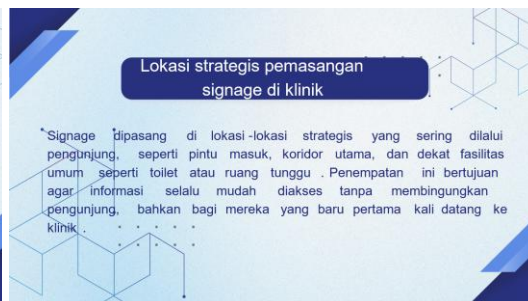 Lokasi strategis pemasangan
signage di klinik
Signage dipasang di lokasi-lokasi strategis yang sering dilalui
pengunjung, seperti pintu masuk, koridor utama, dan dekat fasilitas
umum seperti toilet atau ruang tunggu . Penempatan ini bertujuan
agar informasi selalu mudah diakses tanpa membingungkan
pengunjung, bahkan bagi mereka yang baru pertama kali datang ke
klinik .